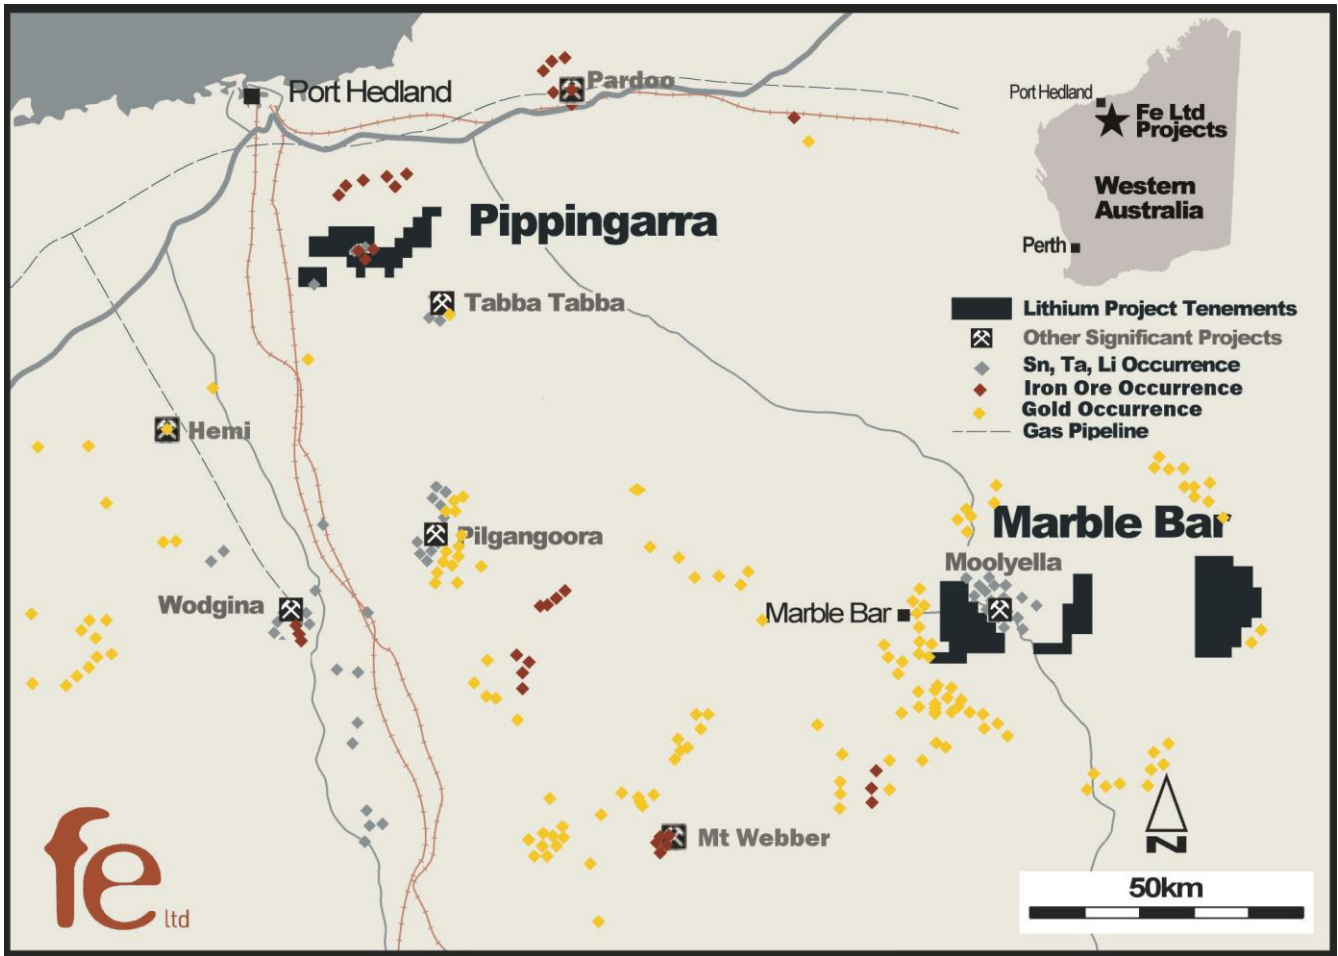 Port Hedland
Pardoo
Port Hedland
Fe Ltd
Projects
Western
Australia
Perth
Pippingarra
Tabba Tabba
Lithium Project Tenements
Other Significant Projects
Sn, Ta, Li Occurrence
Iron Ore Occurrence
Gold Occurrence
Gas Pipeline
Hemi
Marble Bar
Pilgangoora
Moolyella
Wodgina
Marble Bar
Mt Webber
N
50km
fe
ltd